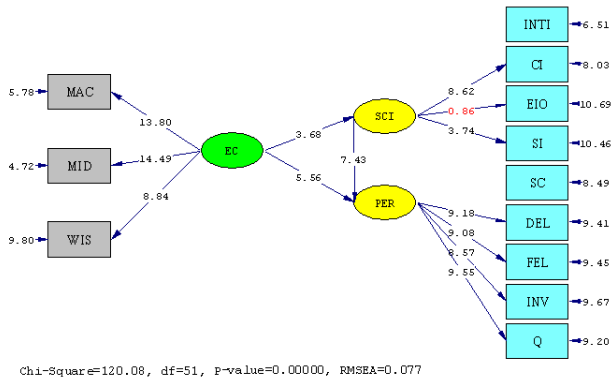 INTI
6.51
CI
8.03
5.78
MAC
8.62
EIO
10.69
SCI
0.86
13.80
3.74
SI
10.46
3.68
EC
4.72
MID
14.49
7.43
SC
8.49
5.56
8.84
PER
9.18
DEL
9.41
9.08
9.80
WIS
8.57
FEL
9.45
9.55
INV
9.67
Q
9.20
Chi-Square=120.08, df=51, P-value=0.00000, RMSEA=0.077